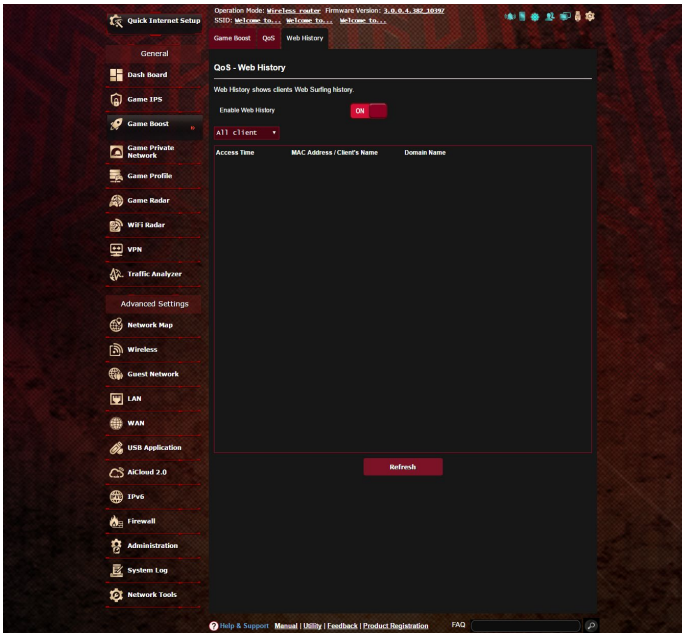 Quick Internet Setup
Operation Mode: Wireless router Firmware Version: 3.0.0.4.382_10397
SSID: Welcome to... Welcome to... Welcome to...
Game Boost QoS Web History
General
Dash Board
Game IPS
Game Boost
Game Private
Network
Game Profile
Game Radar
WiFi Radar
VPN
Traffic Analyzer
Advanced Settings
Network Map
Wireless
Guest Network
LAN
WAN
USB Application
AiCloud 2.0
IPv6
Firewall
Administration
System Log
Network Tools
QoS - Web History
Web History shows clients Web Surfing history.
Enable Web History ON
All client
Access Time MAC Address / Client's Name Domain Name
Refresh
Help & Support Manual | Utility | Feedback | Product Registration FAQ